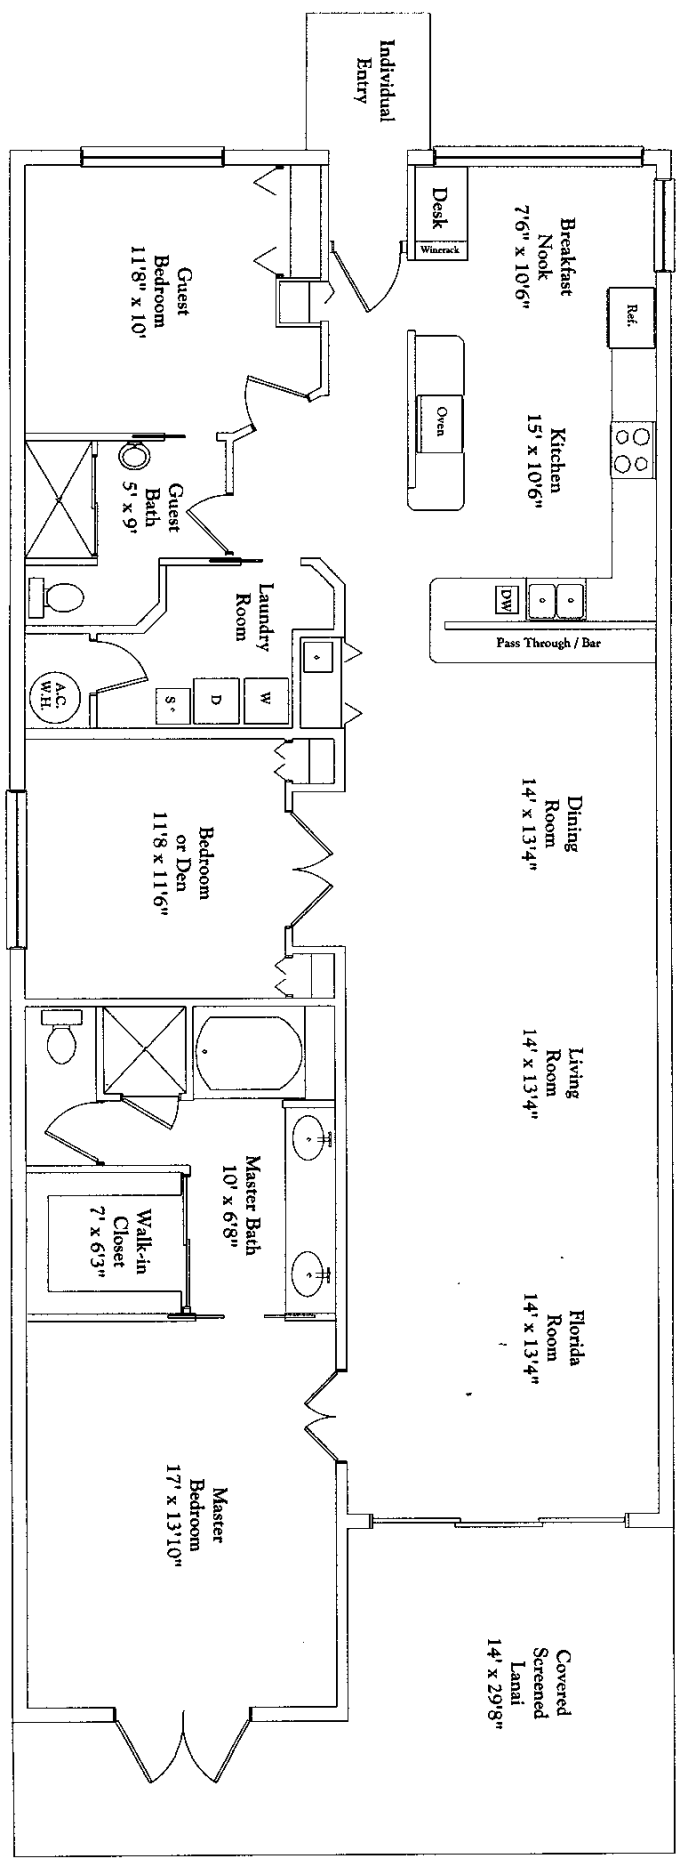 Individual
Entry
Desk
Winerack
Breakfast
Nook
7'6" x 10'6"
Ref.
Guest
Bedroom
11'8" x 10'
Oven
Kitchen
15' x 10'6"
Guest
Bath
5' x 9'
Laundry
Room
DW
Pass Through / Bar
A.C.
W.H.
S
D
W
Dining
Room
14' x 13'4"
Bedroom
or Den
11'8 x 11'6"
Living
Room
14' x 13'4"
Master Bath
10' x 6'8"
Walk-in
Closet
7' x 6'3"
Florida
Room
14' x 13'4"
Master
Bedroom
17' x 13'10"
Covered
Screened
Lanai
14' x 29'8"